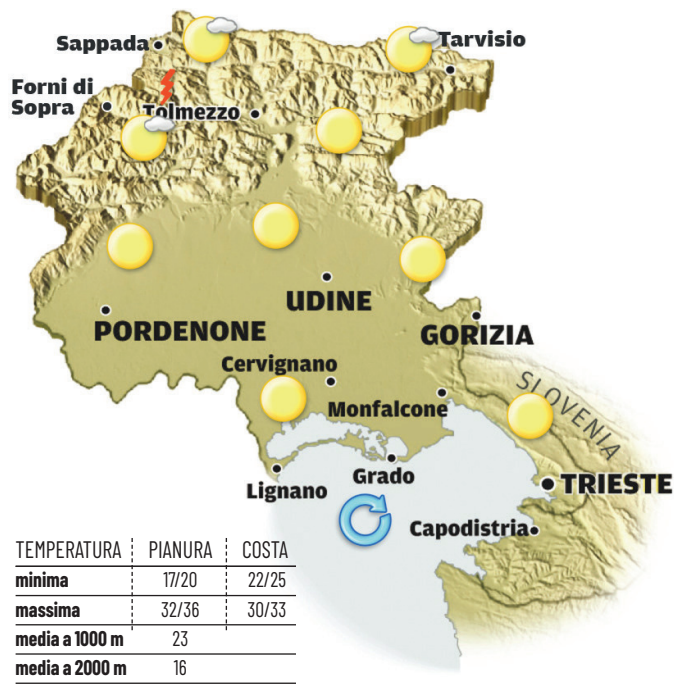 Sappada
Tarvisio
Forni di
Sopra
Tolmezzo
UDINE
PORDENONE
GORIZIA
Cervignano
SLOVENIA
Monfalcone
Grado
Lignano
TRIESTE
Capodistria
TEMPERATURA PIANURA COSTA
minima 17/20 22/25
massima 32/36 30/33
media a 1000 m 23
media a 2000 m 16